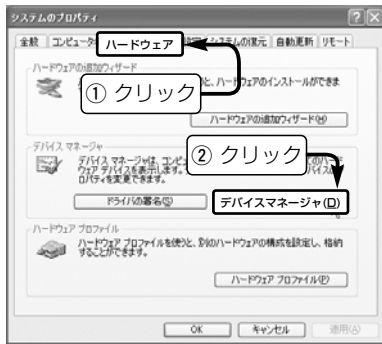 システムのプロパティ
全般 コンピュータ ハードウェア システムの復元 自動更新 リモート
ハードウェアの追加ウィザード
① クリック
と、ハードウェアのインストールができま
ハードウェアの追加ウィザード(H)
デバイス マネージャ
② クリック
デバイス マネージャは、コンピュ
ウェア デバイスを表示します。
ロパティを変更できます。
ドライバの署名(S)
デバイスマネージャ(D)
ハードウェア プロファイル
ハードウェア プロファイルを使うと、別のハードウェアの構成を設定し、格納
することができます。
ハードウェア プロファイル(P)
OK キャンセル 適用(A)